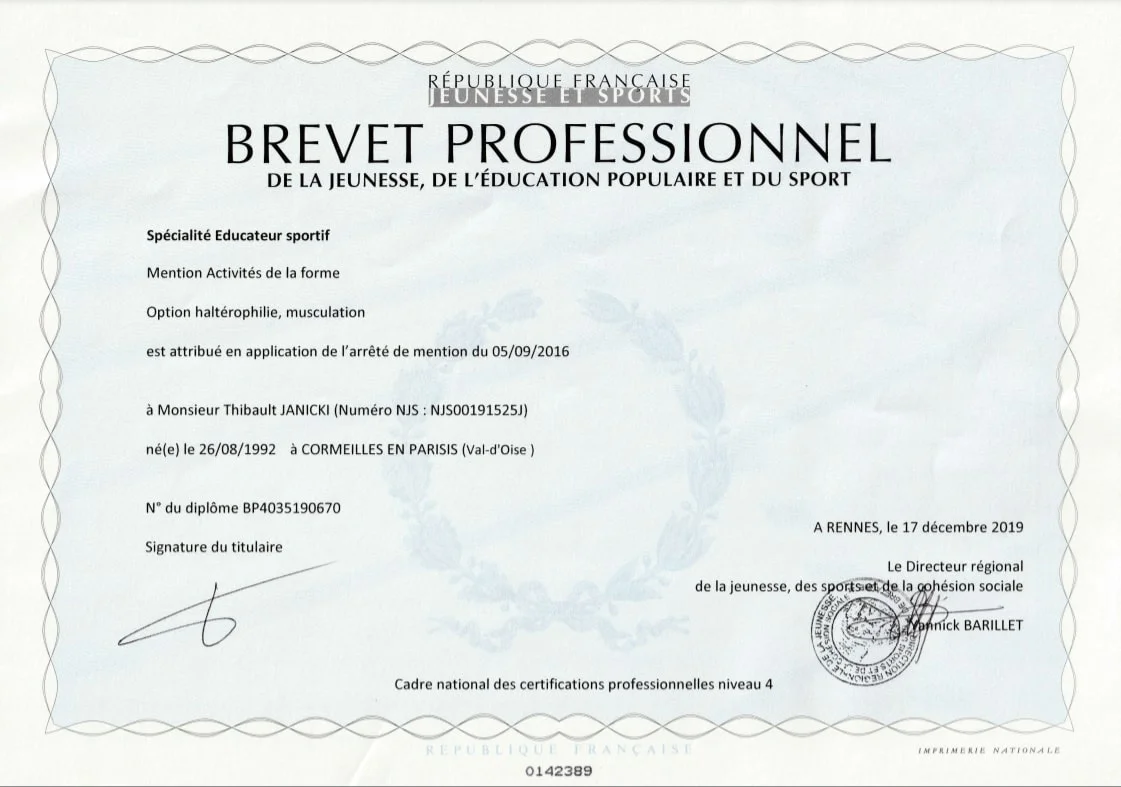 RÉPUBLIQUE FRANÇAISE
JEUNESSE ET SPORTS
BREVET PROFESSIONNEL
DE LA JEUNESSE, DE L'ÉDUCATION POPULAIRE ET DU SPORT
Spécialité Educateur sportif
Mention Activités de la forme
Option haltérophilie, musculation
est attribué en application de l'arrêté de mention du 05/09/2016
à Monsieur Thibault JANICKI (Numéro NJS : NJS00191525J)
né(e) le 26/08/1992 à CORMEILLES EN PARISIS (Val-d'Oise )
N° du diplôme BP4035190670
A RENNES, le 17 décembre 2019
Signature du titulaire
Le Directeur régional
de la jeunesse, des sports et de la cohésion sociale
Yannick BARILLET
Cadre national des certifications professionnelles niveau 4
RÉPUBLIQUE FRANÇAISE
IMPRIMERIE NATIONALE
0142389